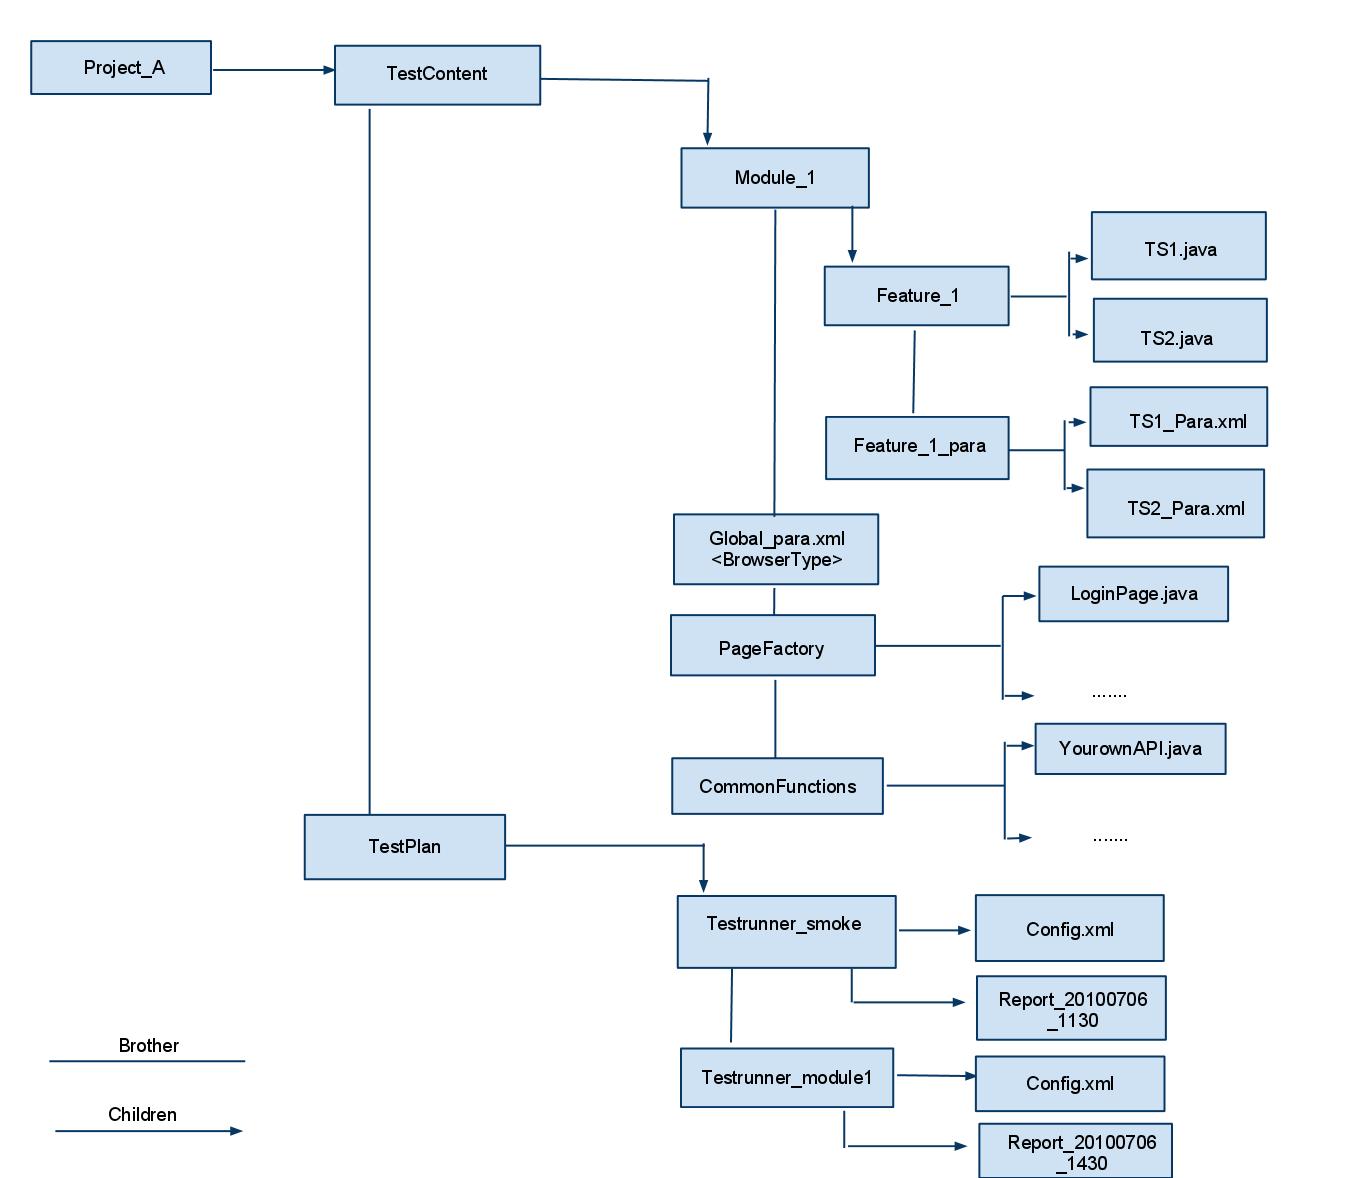 Project_A
TestContent
Module_1
TS1.java
Feature_1
TS2.java
TS1_Para.xml
Feature_1_para
TS2_Para.xml
Global_para.xml
<BrowserType>
LoginPage.java
PageFactory
.......
YourownAPI.java
CommonFunctions
.......
TestPlan
Testrunner_smoke
Config.xml
Report_20100706
_1130
Brother
Testrunner_module1
Config.xml
Children
Report_20100706
_1430